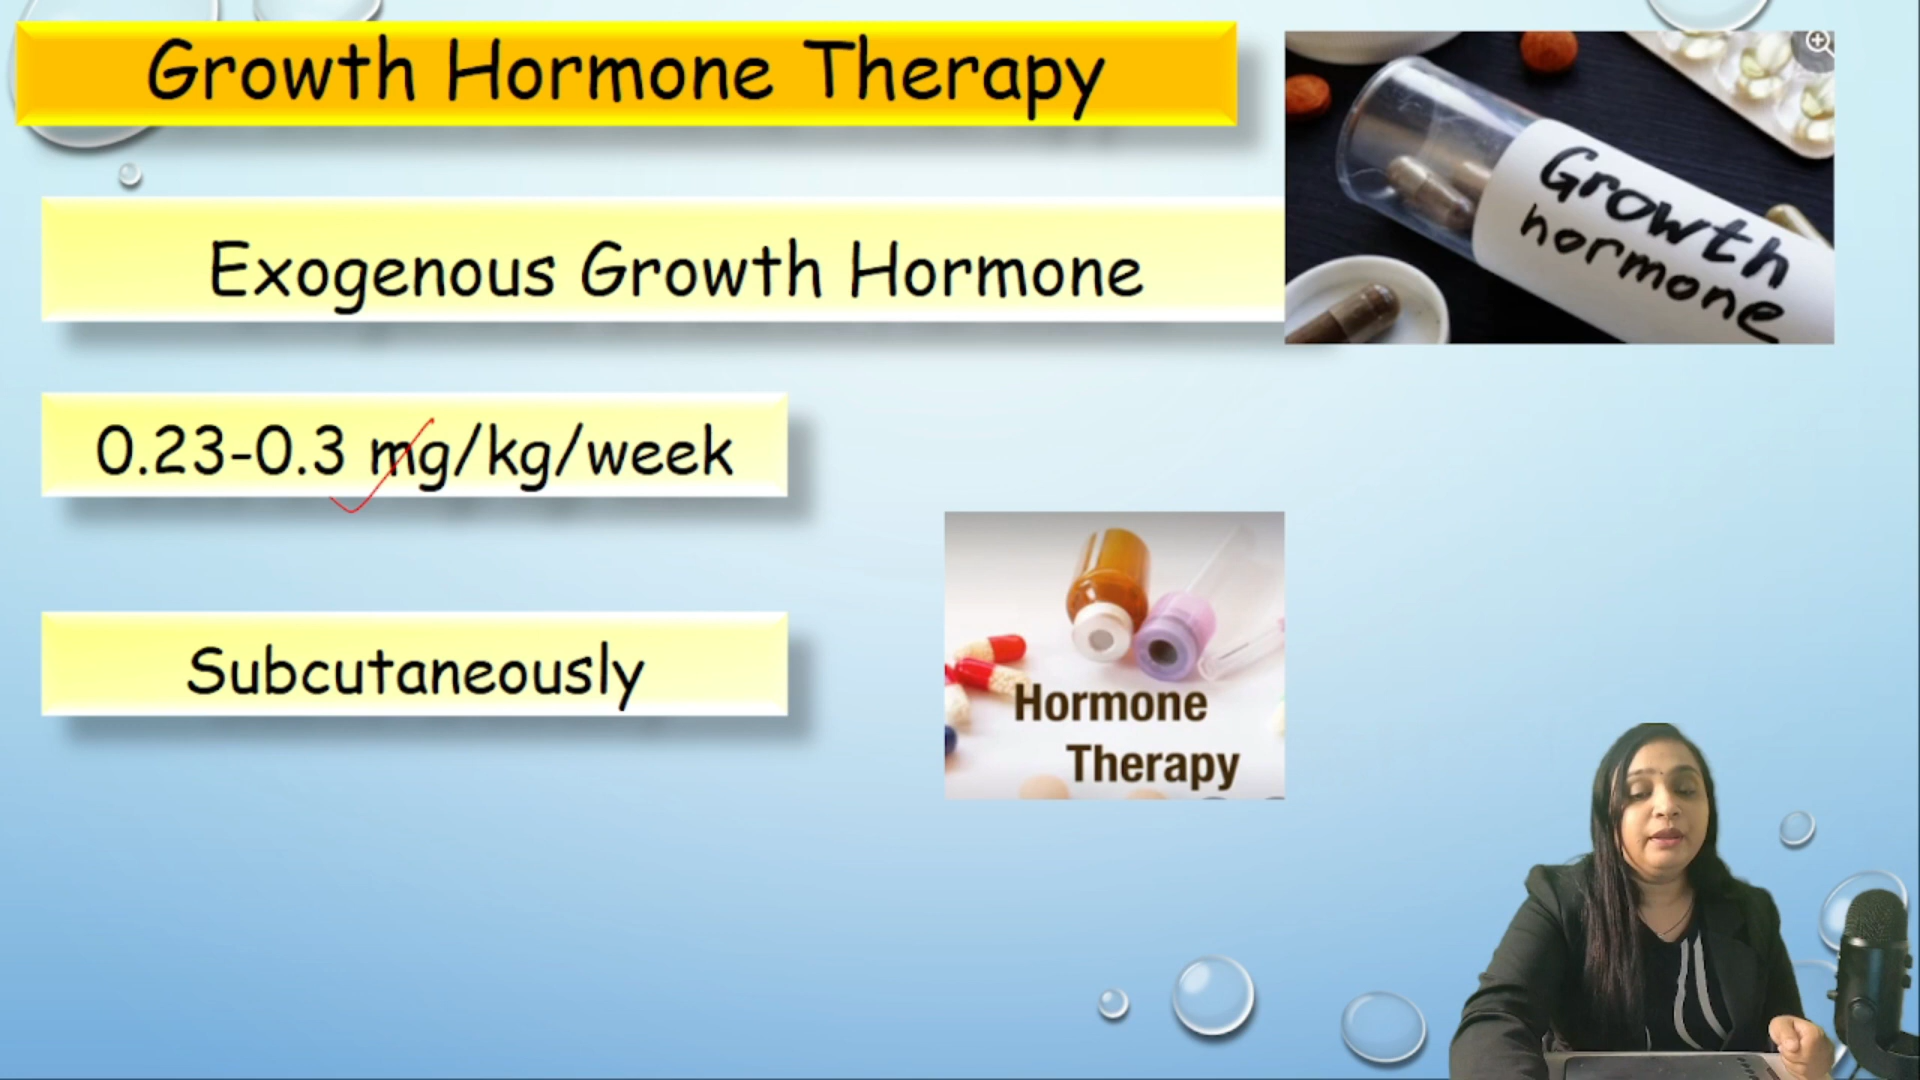 Growth Hormone Therapy
Exogenous Growth Hormone
Growth
hormone
0.23-0.3 mg/kg/week
Subcutaneously
Hormone
Therapy